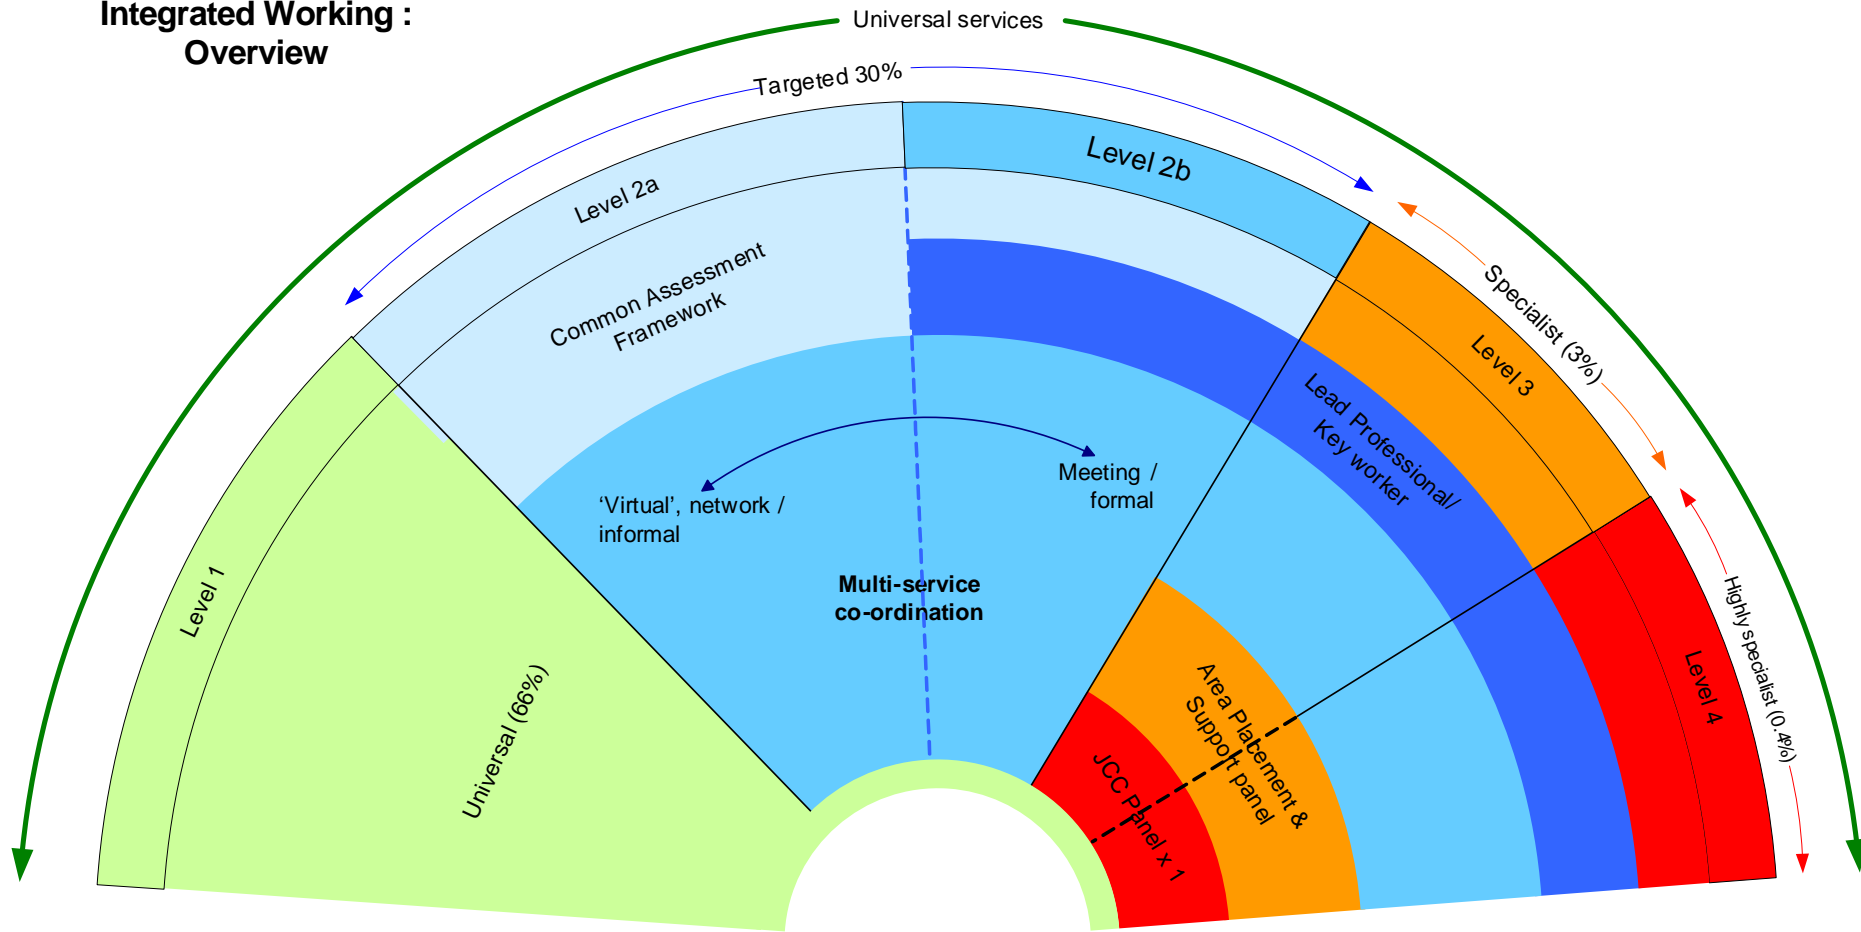 Integrated Working :
Overview
Universal services
Targeted 30%
Level 2a
Level 2b
Common Assessment
Framework
Specialist (3%)
Level 3
Lead Professional/
Key worker
‘Virtual’, network /
informal
Meeting /
formal
Multi-service
co-ordination
Level 1
Universal (66%)
Area Placement &
Support panel
JCC Panel x 1
Level 4
Highly specialist (0.4%)